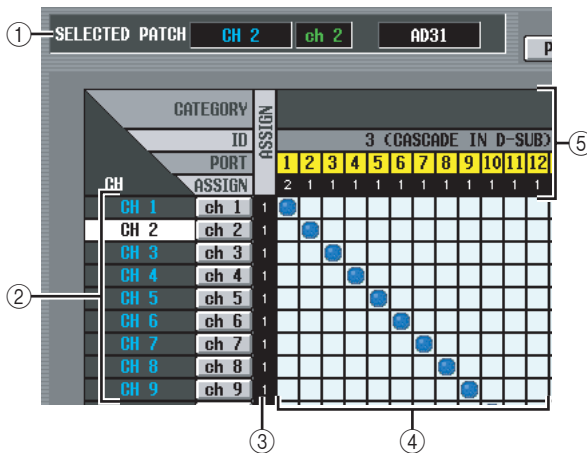 ① SELECTED PATCH CH 2 ch 2 AD31 P
CATEGORY
ID
PORT
ASSIGN
CH
ASSIGN
3 (CASCADE IN D-SUB)
1 2 3 4 5 6 7 8 9 10 11 12
2 1 1 1 1 1 1 1 1 1 1 1
⑤
②
CH 1 ch 1 1
CH 2 ch 2 1
CH 3 ch 3 1
CH 4 ch 4 1
CH 5 ch 5 1
CH 6 ch 6 1
CH 7 ch 7 1
CH 8 ch 8 1
CH 9 ch 9 1
③ ④